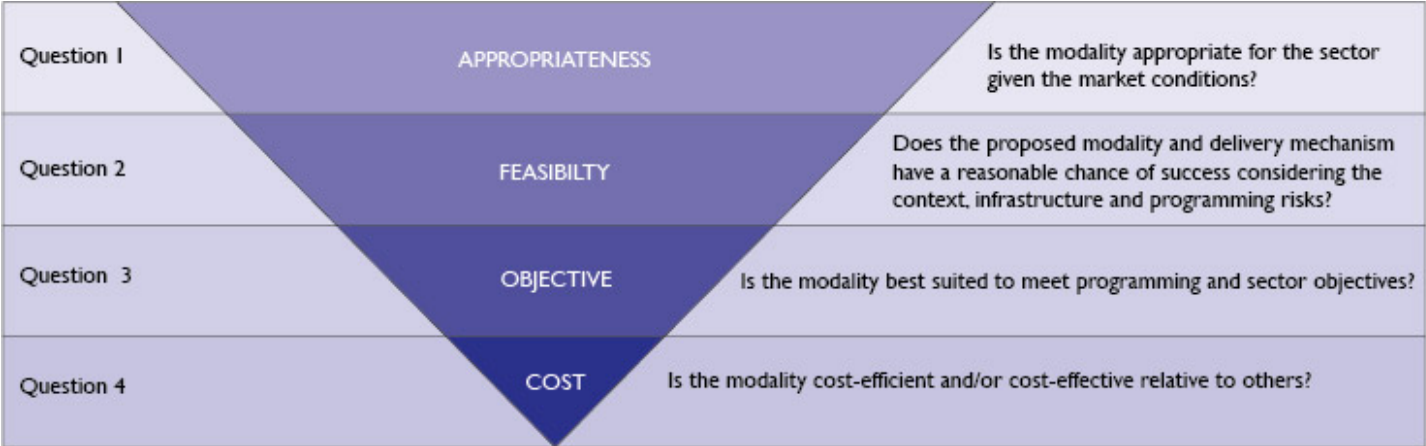 Question 1
APPROPRIATENESS
Is the modality appropriate for the sector
given the market conditions?
Question 2
FEASIBILTY
Does the proposed modality and delivery mechanism
have a reasonable chance of success considering the
context, infrastructure and programming risks?
Question 3
OBJECTIVE
Is the modality best suited to meet programming and sector objectives?
Question 4
COST
Is the modality cost-efficient and/or cost-effective relative to others?